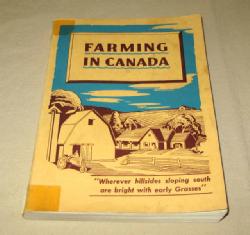 FARMING
IN CANADA
"Wherever hillsides sloping south
are bright with early Grasses"